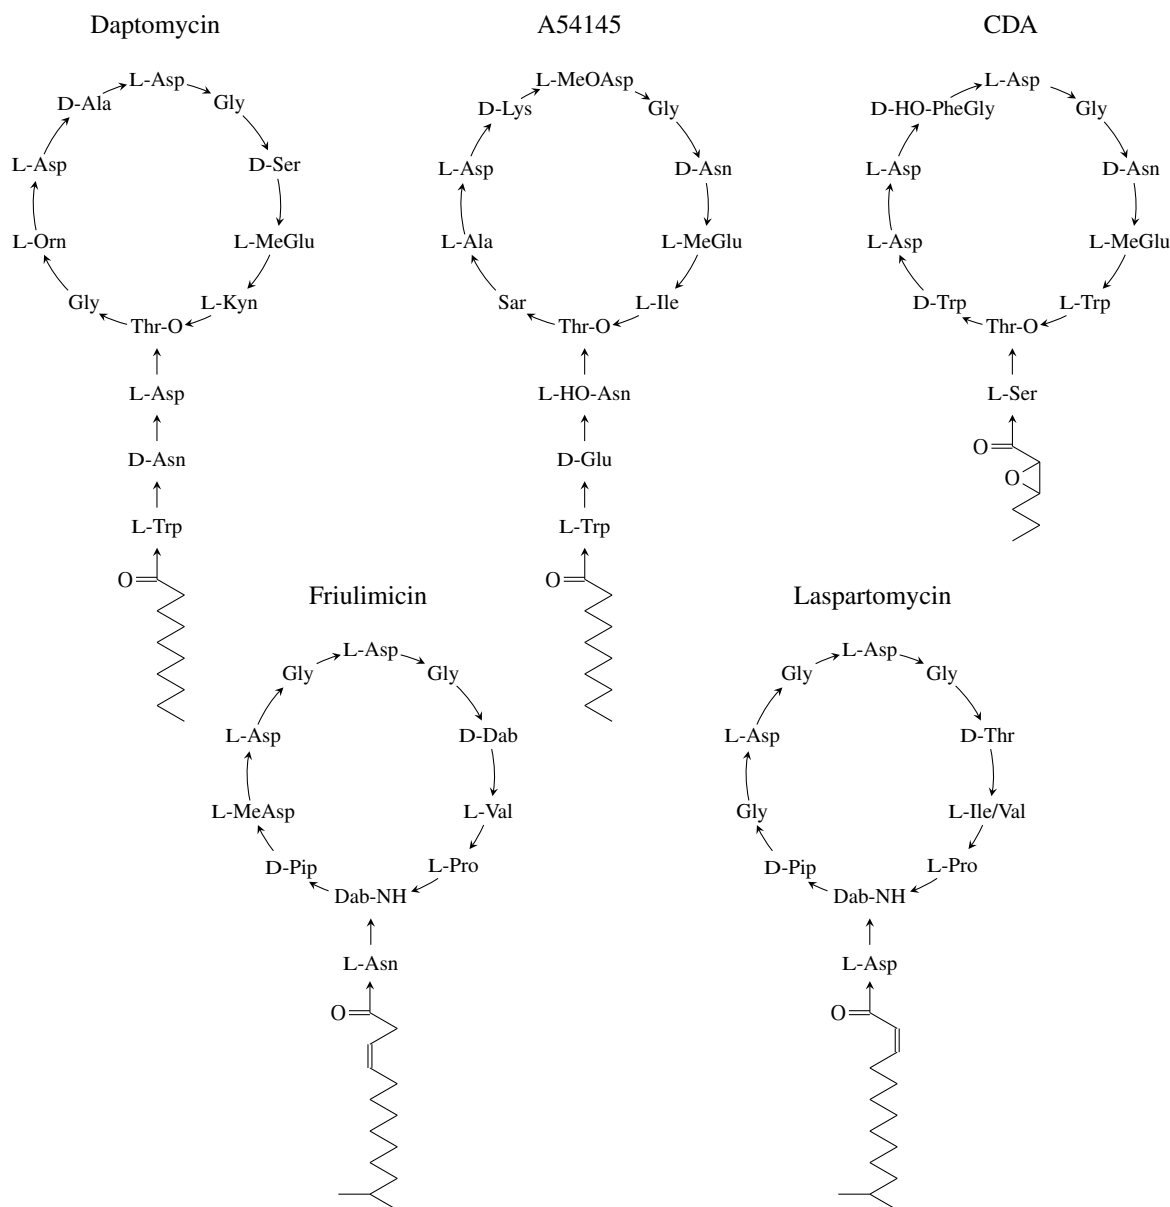 Daptomycin
L-Asp
D-Ala
Gly
L-Asp
D-Ser
L-Orn
L-MeGlu
Gly
L-Kyn
Thr-O
L-Asp
D-Asn
L-Trp
O
A54145
L-MeOAsp
D-Lys
Gly
L-Asp
D-Asn
L-Ala
L-MeGlu
Sar
L-Ile
Thr-O
L-HO-Asn
D-Glu
L-Trp
O
CDA
L-Asp
D-HO-PheGly
Gly
L-Asp
D-Asn
L-Asp
L-MeGlu
D-Trp
L-Trp
Thr-O
L-Ser
O
O
Friulimicin
L-Asp
Gly
Gly
L-Asp
D-Dab
L-MeAsp
L-Val
D-Pip
L-Pro
Dab-NH
L-Asn
O
Laspartomycin
L-Asp
Gly
Gly
L-Asp
D-Thr
Gly
L-Ile/Val
D-Pip
L-Pro
Dab-NH
L-Asp
O